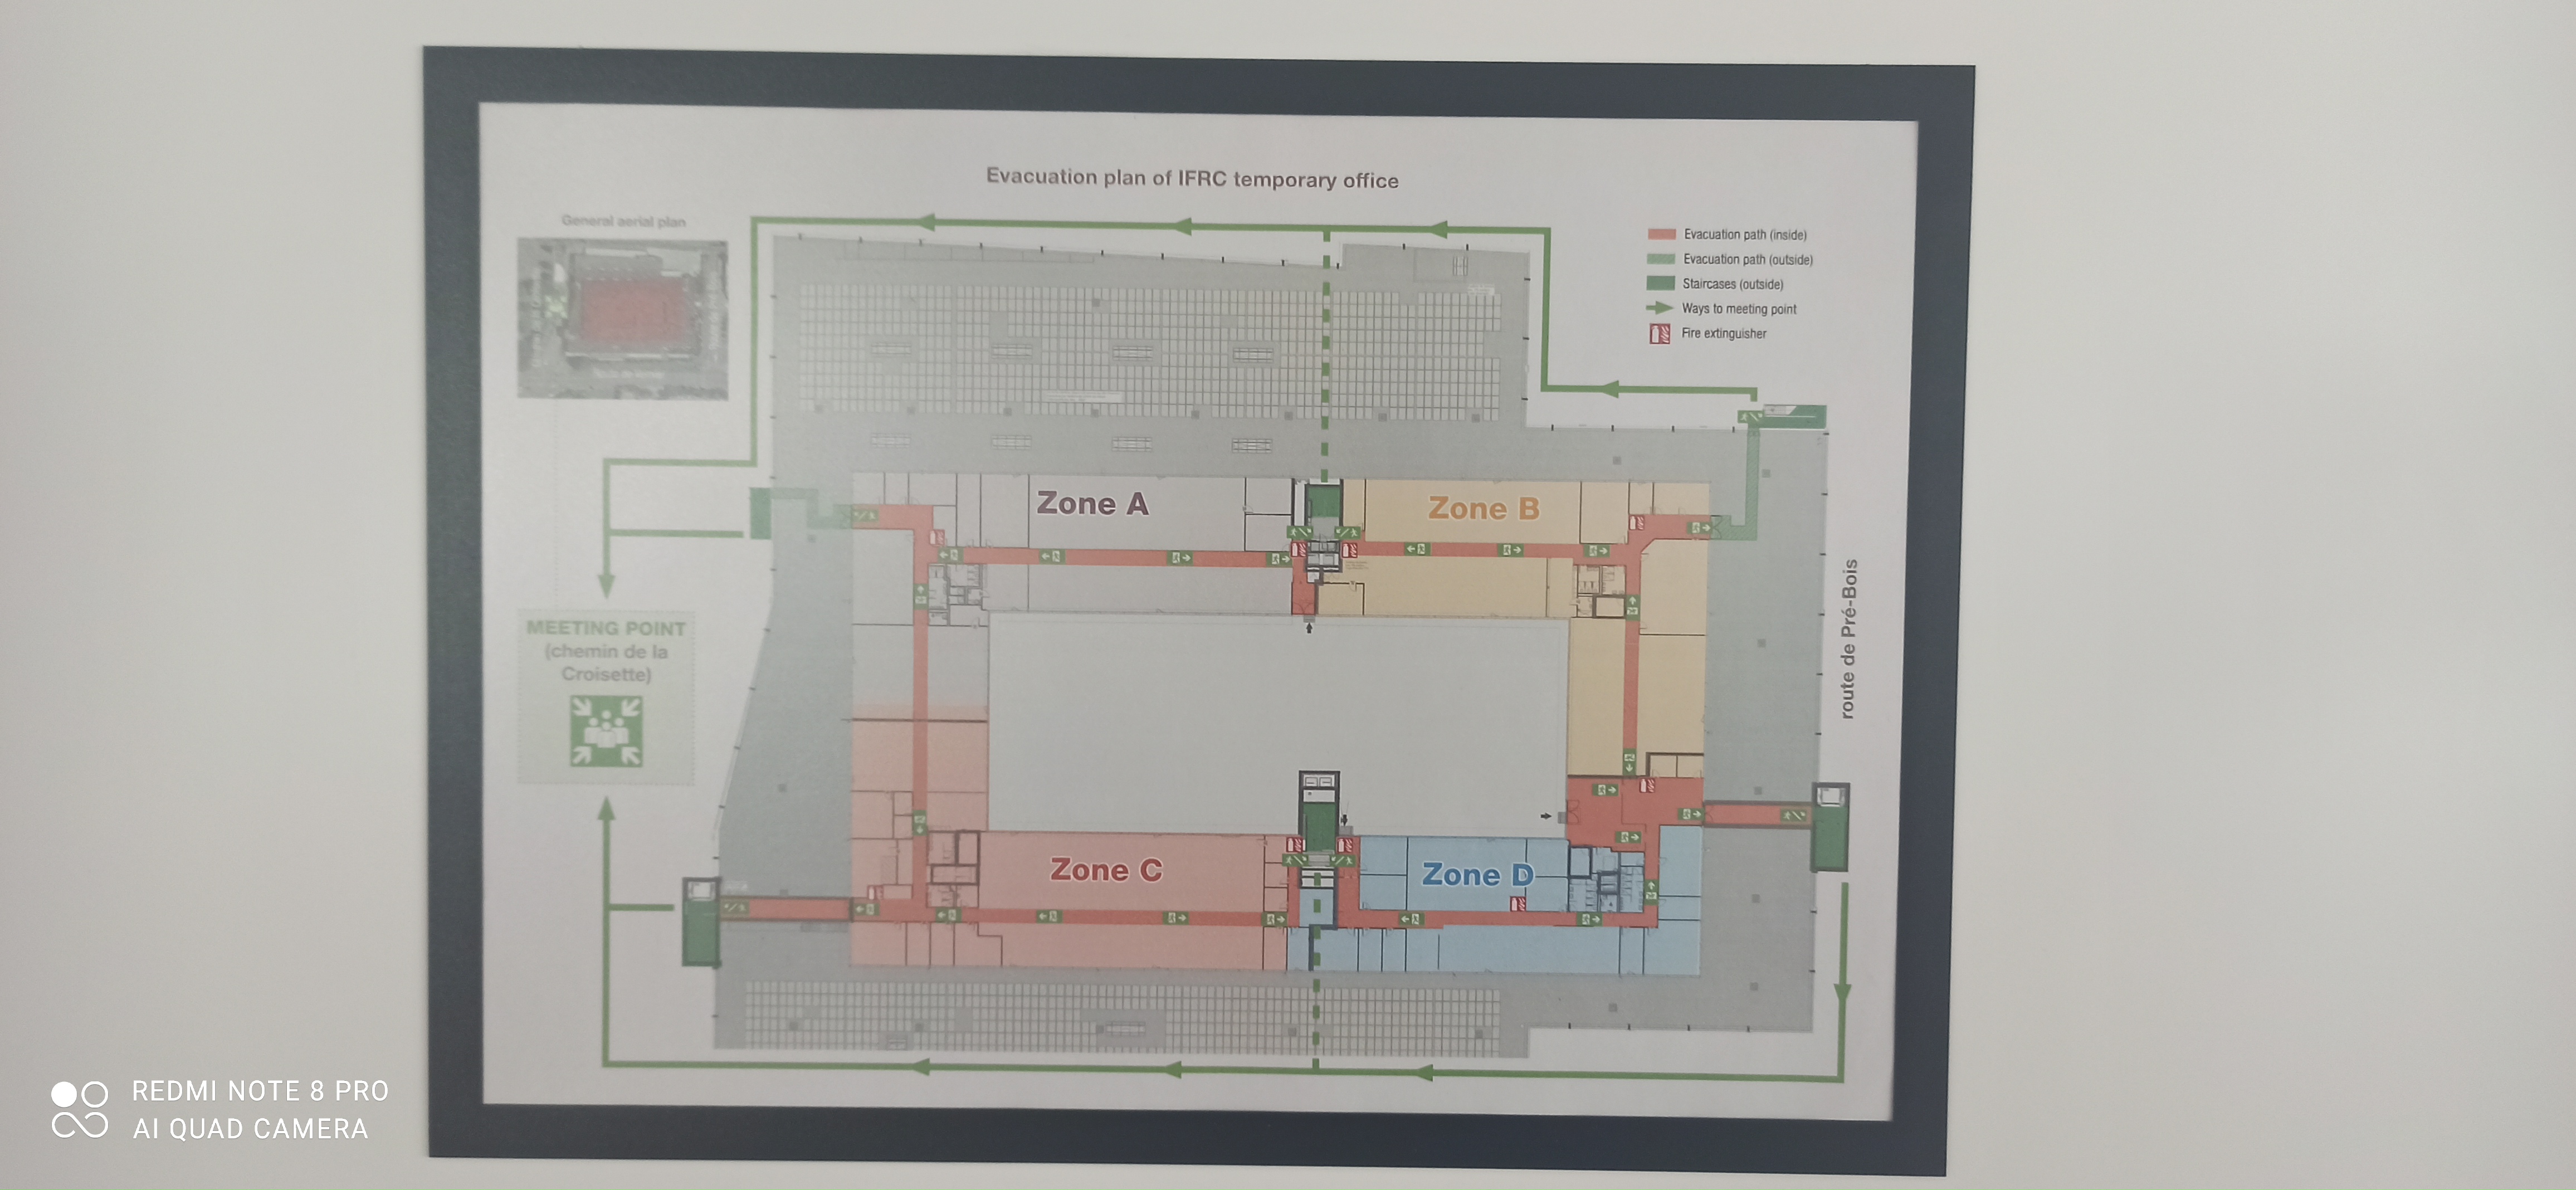 Evacuation plan of IFRC temporary office
General aerial plan
Evacuation path (inside)
Evacuation path (outside)
Staircases (outside)
Ways to meeting point
Fire extinguisher
Zone A
Zone B
route de Pré-Bois
MEETING POINT
(chemin de la
Croisette)
Zone C
Zone D
REDMI NOTE 8 PRO
AI QUAD CAMERA